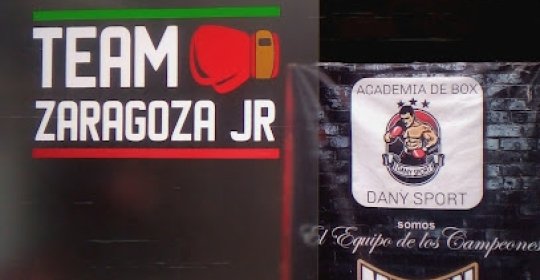 TEAM
ZARAGOZA JR
ACADEMIA DE BOX
DANY SPORT
DANY SPORT
somos
El Equipo de los Campeones